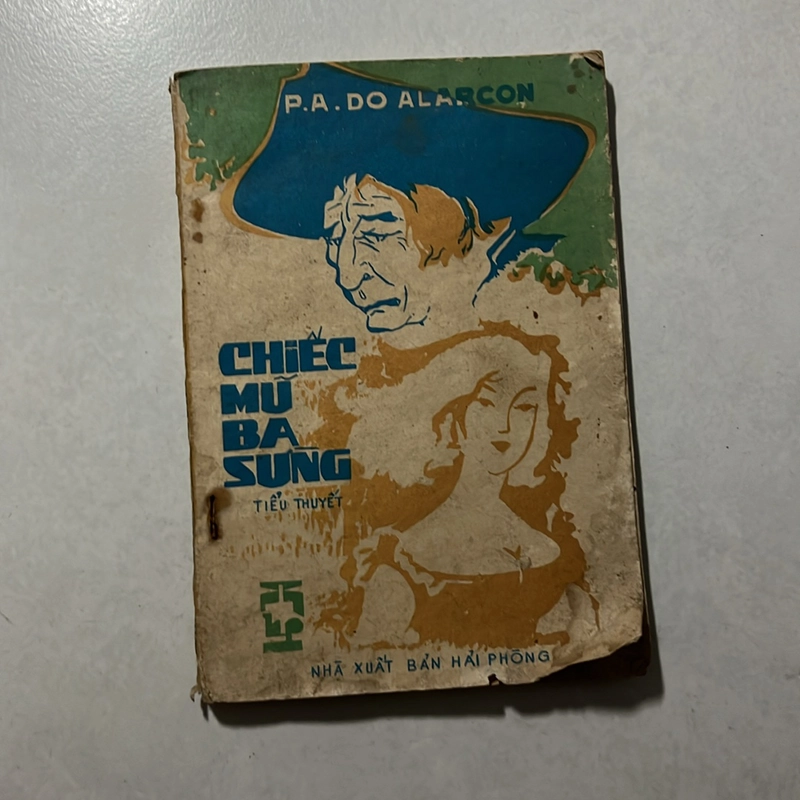 P.A. DO ALARCON
CHIẾC
MŨ
BA
SỪNG
TIỂU THUYẾT
NHÀ XUẤT BẢN HẢI PHÒNG